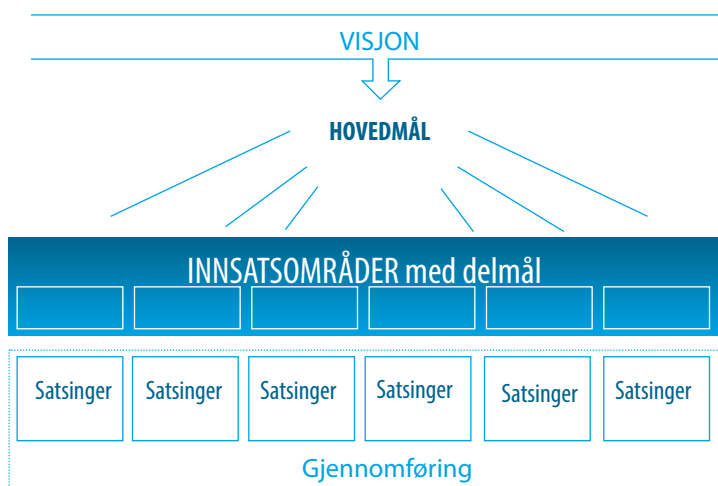 VISJON
HOVEDMÅL
INNSATSOMRÅDER med delmål
Satsinger Satsinger Satsinger Satsinger Satsinger Satsinger
Gjennomføring